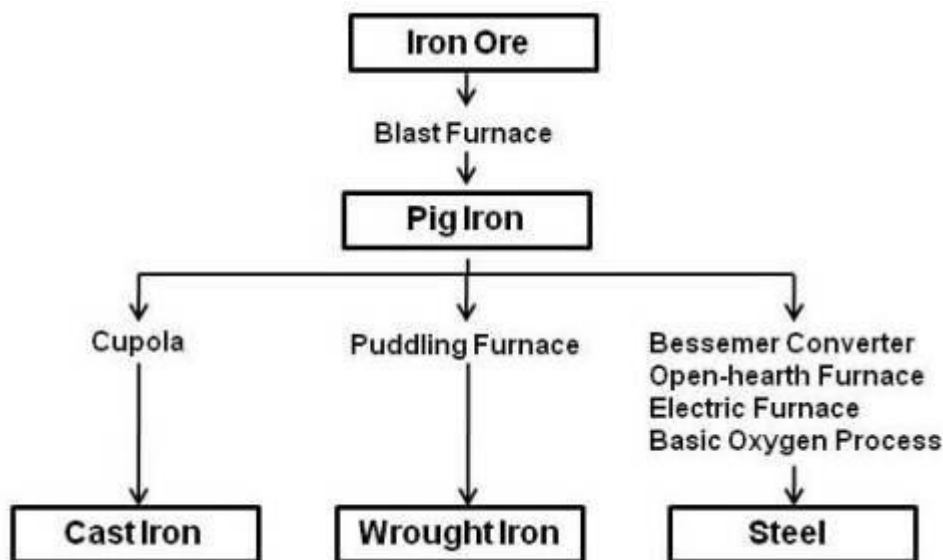 Iron Ore
Blast Furnace
Pig Iron
Cupola
Puddling Furnace
Bessemer Converter
Open-hearth Furnace
Electric Furnace
Basic Oxygen Process
Cast Iron
Wrought Iron
Steel